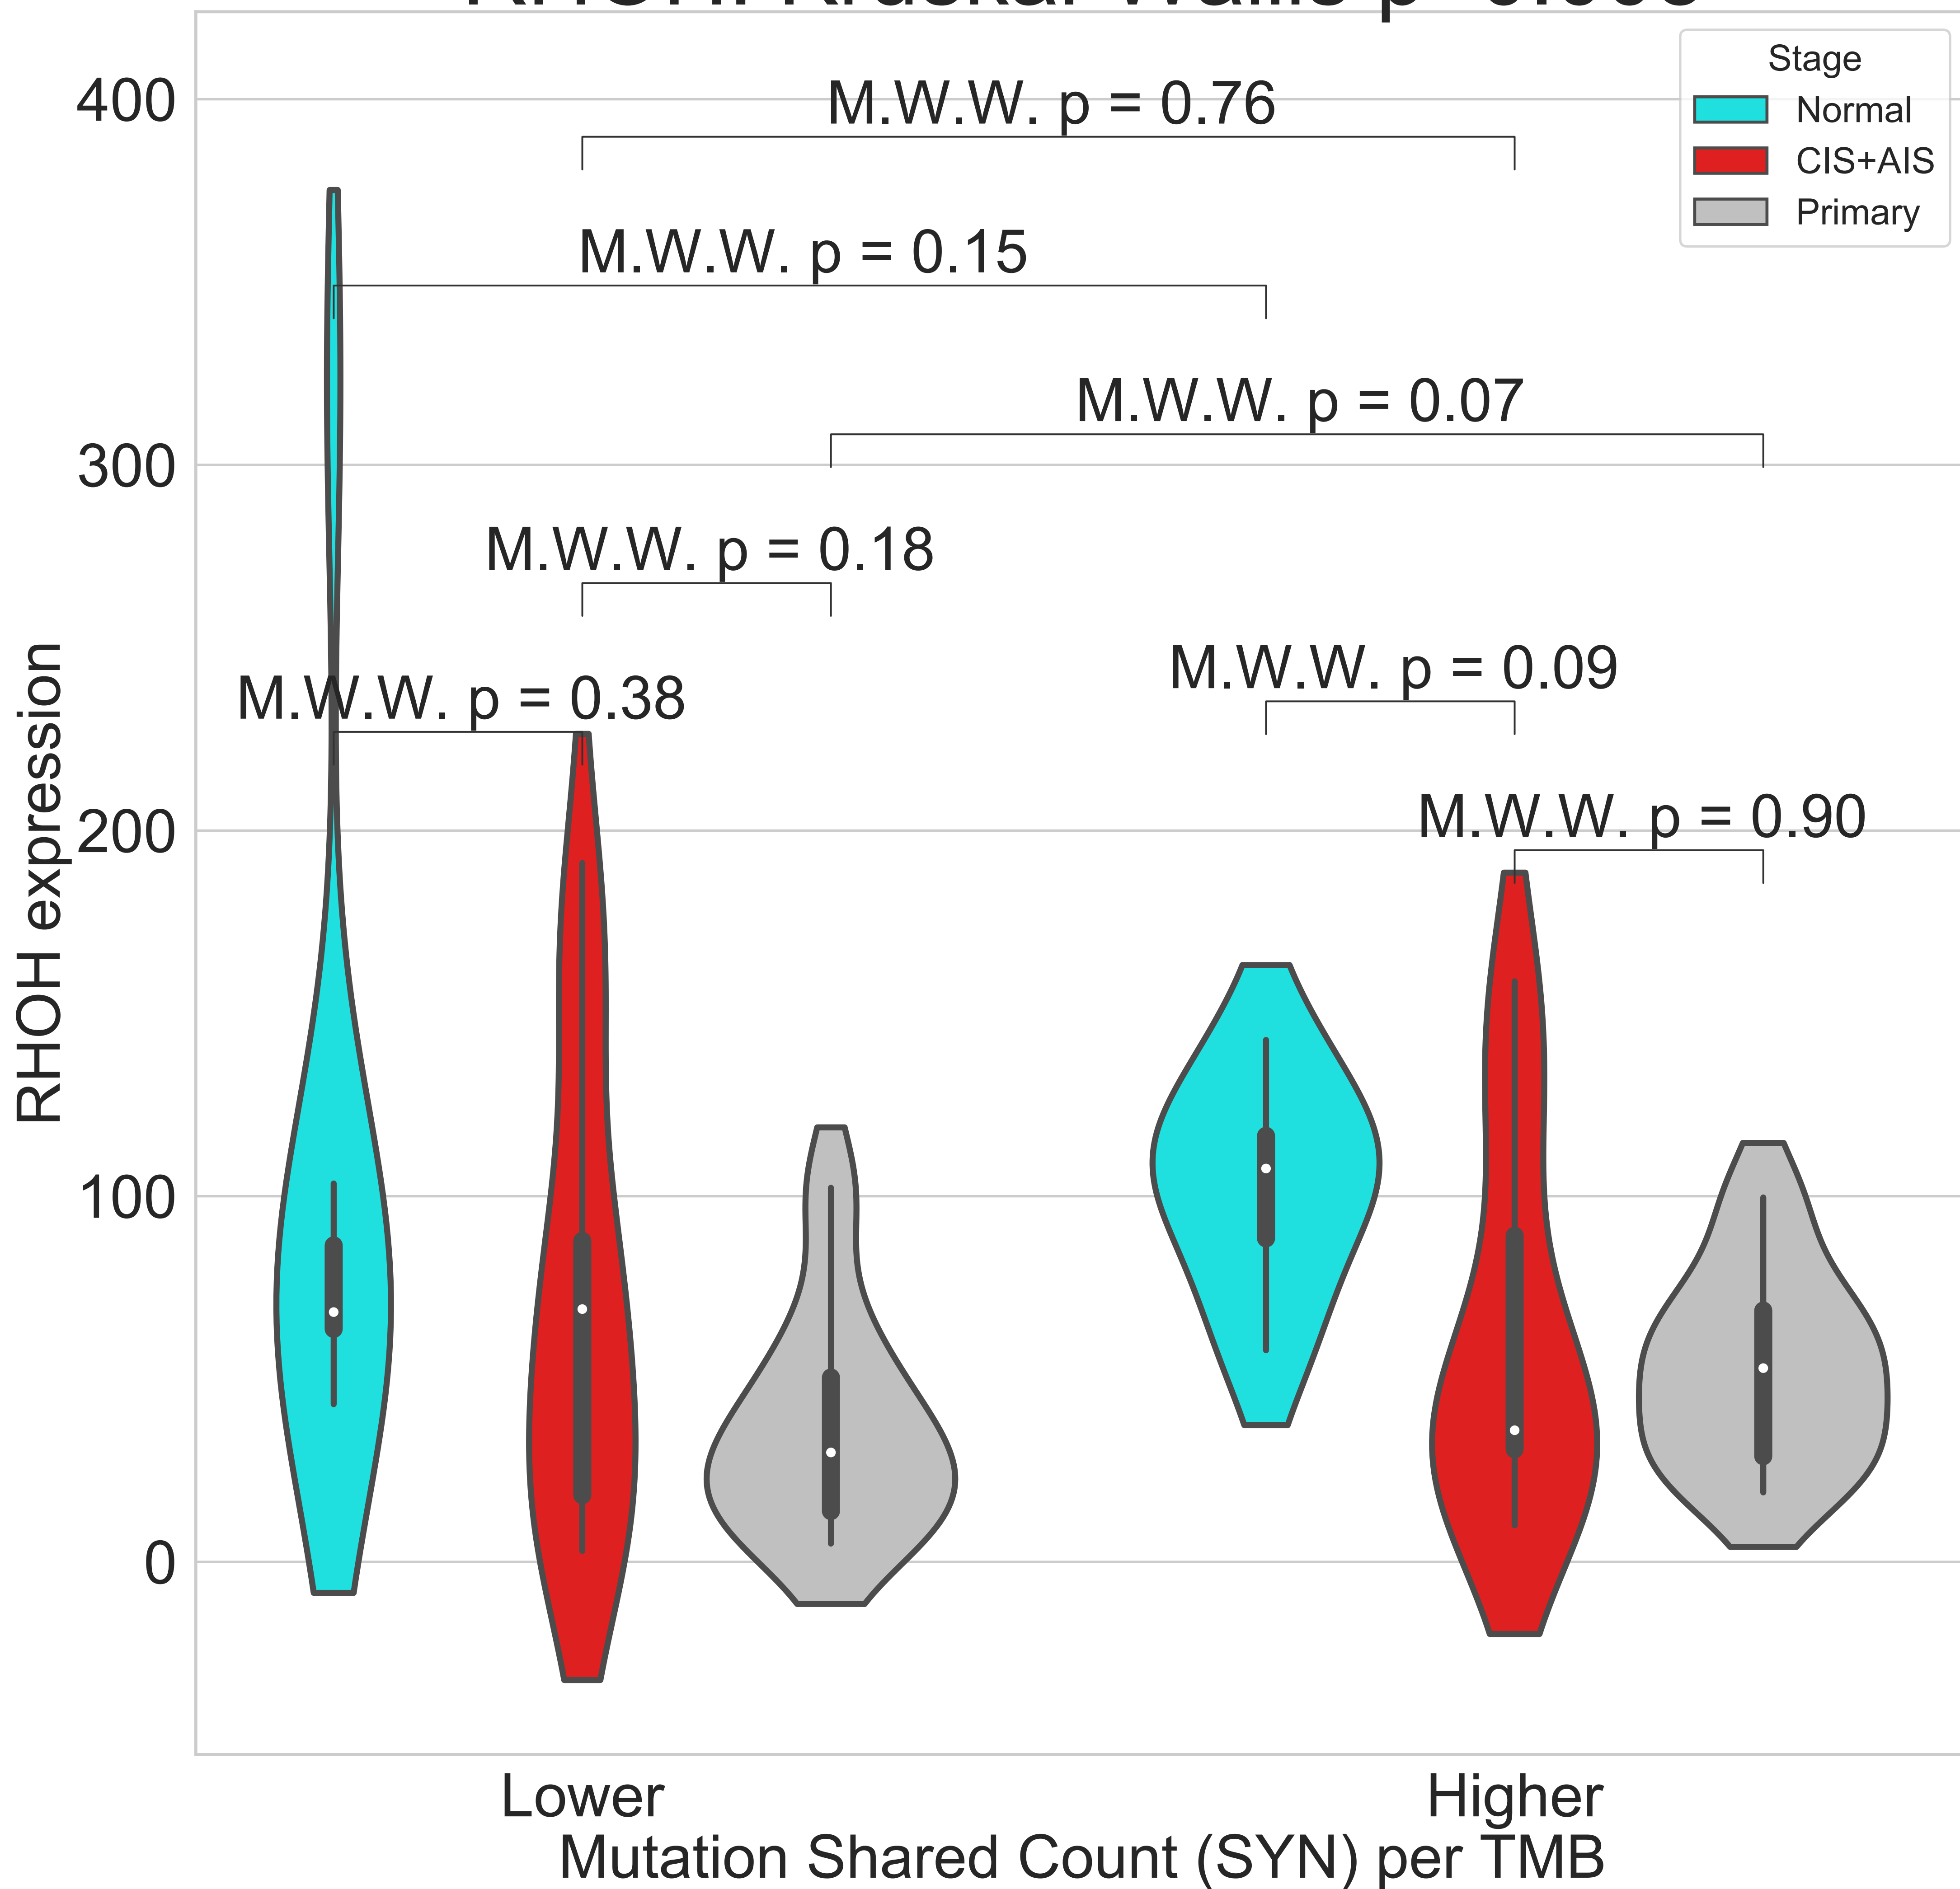 Stage
Normal
CIS+AIS
Primary
M.W.W. p = 0.76
M.W.W. p = 0.15
M.W.W. p = 0.07
M.W.W. p = 0.18
M.W.W. p = 0.38
M.W.W. p = 0.09
M.W.W. p = 0.90
400
300
200
100
0
RHOH expression
Lower
Higher
Mutation Shared Count (SYN) per TMB